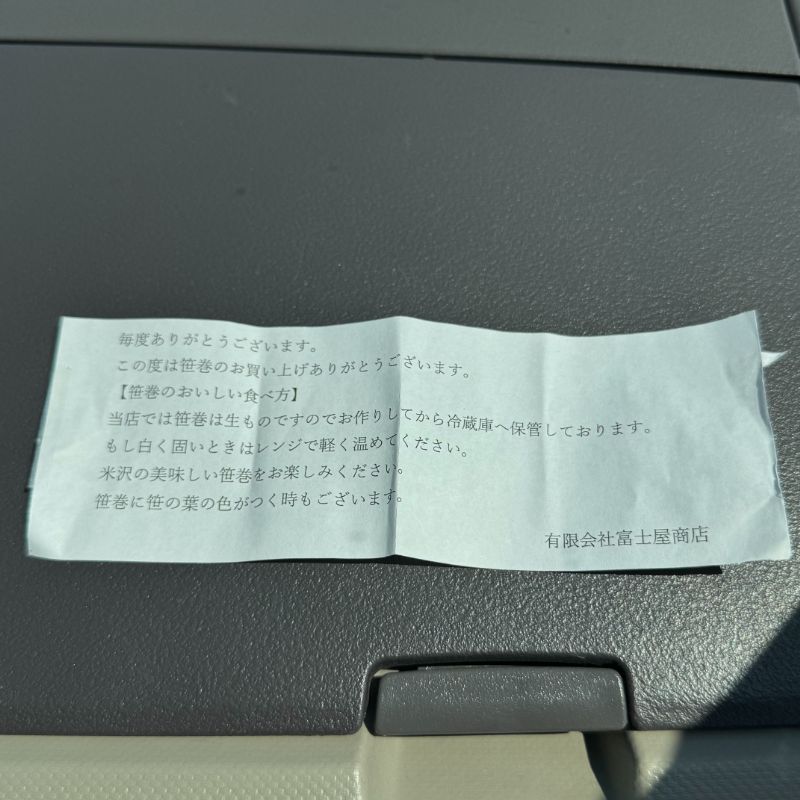 毎度ありがとうございます。
この度は笹巻のお買い上げありがとうございます。
【笹巻のおいしい食べ方】
当店では笹巻は生ものですのでお作りしてから冷蔵庫へ保管しております。
もし白く固いときはレンジで軽く温めてください。
米沢の美味しい笹巻をお楽しみください。
笹巻に笹の葉の色がつく時もございます。
有限会社富士屋商店